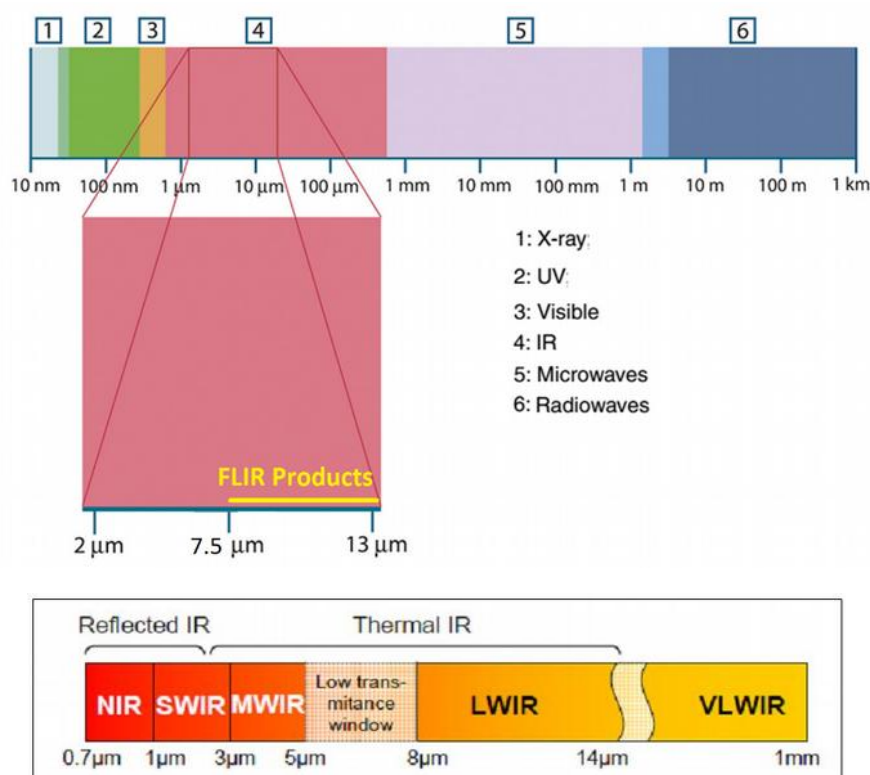 1 2 3 4 5 6
10 nm 100 nm 1 µm 10 µm 100 µm 1 mm 10 mm 100 mm 1 m 10 m 100 m 1 km
1: X-ray;
2: UV;
3: Visible
4: IR
5: Microwaves
6: Radiowaves
FLIR Products
2 µm 7.5 µm 13 µm
Reflected IR Thermal IR
NIR SWIR MWIR Low trans-
mitance
window LWIR VLWIR
0.7µm 1µm 3µm 5µm 8µm 14µm 1mm